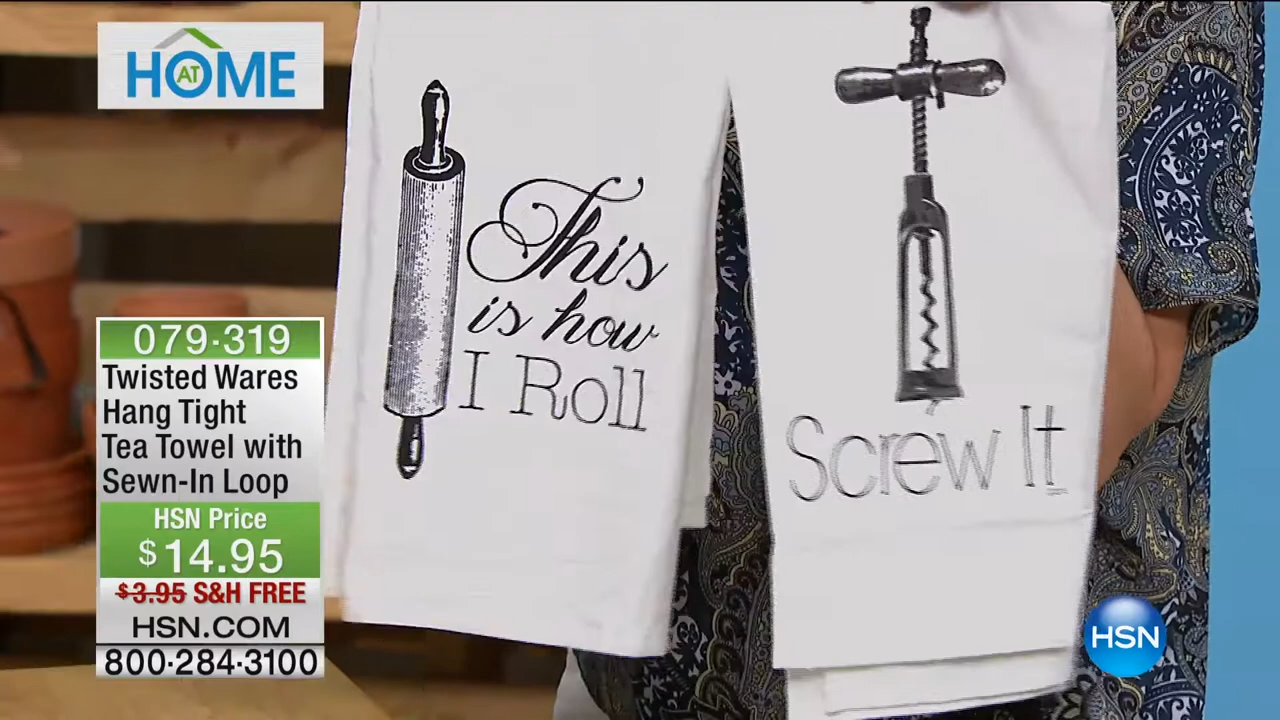 AT HOME
This
is how
I Roll
Screw It
079-319
Twisted Wares
Hang Tight
Tea Towel with
Sewn-In Loop
HSN Price
$14.95
$3.95 S&H FREE
HSN.COM
800-284-3100
HSN